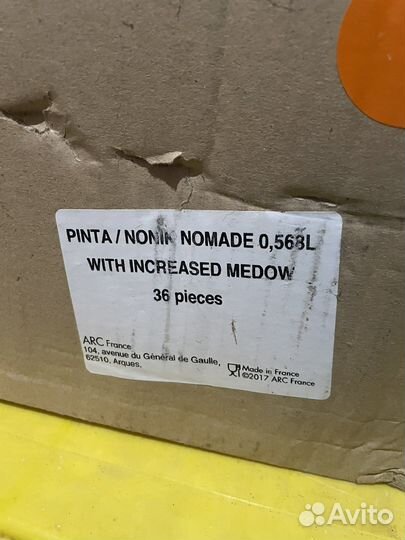 PINTA / NONIK NOMADE 0,568L
WITH INCREASED MEDOW
36 pieces
ARC France
104, avenue du Général de Gaulle,
62510, Arques,
Made in France
©2017 ARC France
Avito